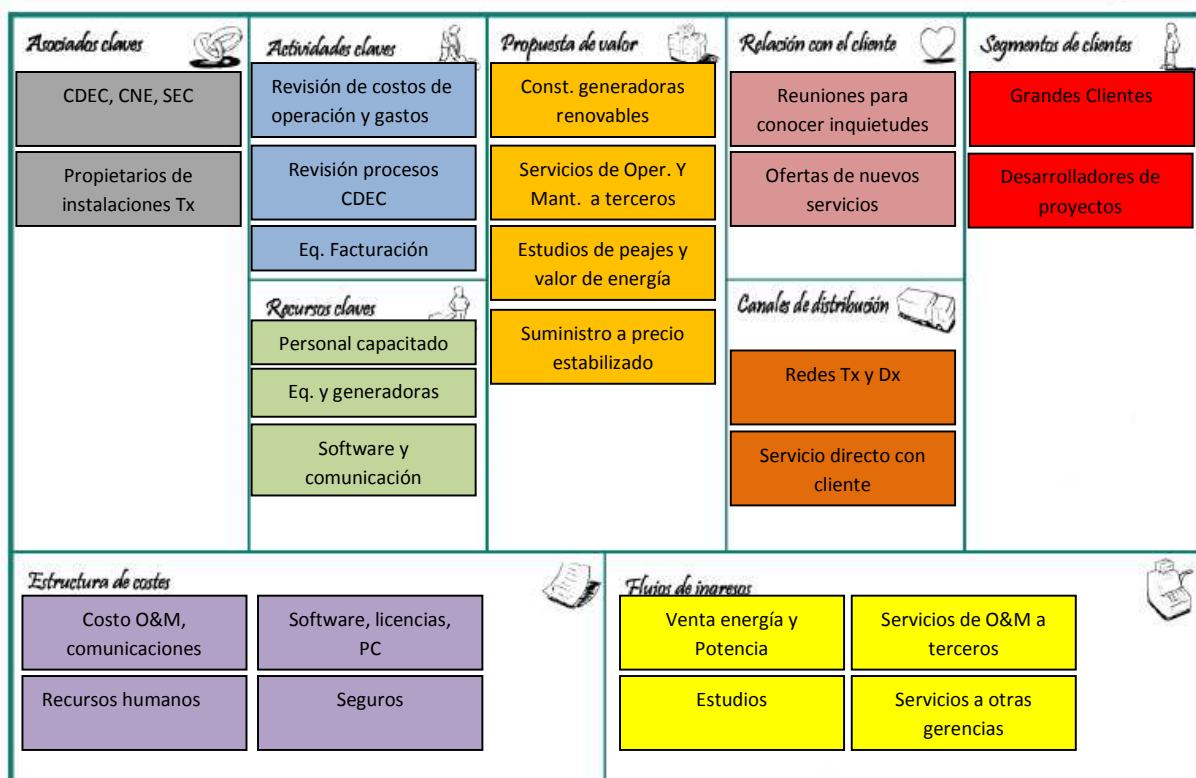 Asociados claves
CDEC, CNE, SEC
Propietarios de
instalaciones Tx
Actividades claves
Revisión de costos de
operación y gastos
Revisión procesos
CDEC
Eq. Facturación
Recursos claves
Personal capacitado
Eq. y generadoras
Software y
comunicación
Propuesta de valor
Const. generadoras
renovables
Servicios de Oper. Y
Mant. a terceros
Estudios de peajes y
valor de energía
Suministro a precio
estabilizado
Relación con el cliente
Reuniones para
conocer inquietudes
Ofertas de nuevos
servicios
Canales de distribución
Redes Tx y Dx
Servicio directo con
cliente
Segmentos de clientes
Grandes Clientes
Desarrolladores de
proyectos
Estructura de costes
Costo O&M,
comunicaciones
Software, licencias,
PC
Recursos humanos
Seguros
Flujos de ingresos
Venta energía y
Potencia
Servicios de O&M a
terceros
Estudios
Servicios a otras
gerencias